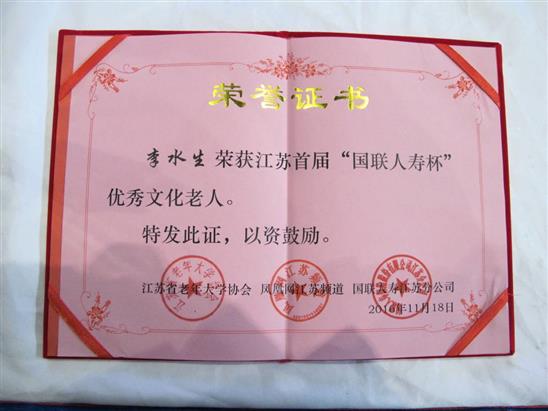 荣誉证书
李水生 荣获江苏首届“国联人寿杯”
优秀文化老人。
特发此证，以资鼓励。
江苏省老年大学协会 凤凰网江苏频道 国联人寿江苏分公司
2016年11月18日